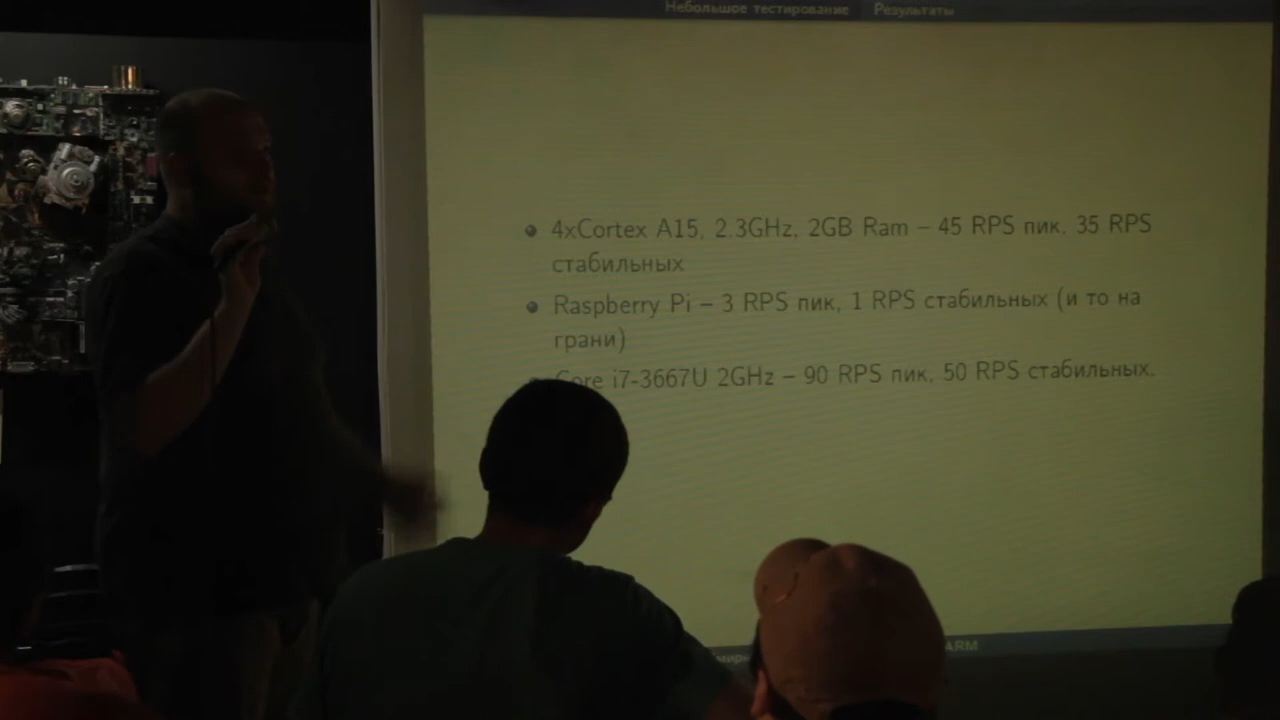 Небольшое тестирование Результаты
4xCortex A15, 2.3GHz, 2GB Ram – 45 RPS пик, 35 RPS
стабильных
Raspberry Pi – 3 RPS пик, 1 RPS стабильных (и то на
грани)
Core i7-3667U 2GHz – 90 RPS пик, 50 RPS стабильных.
ARM